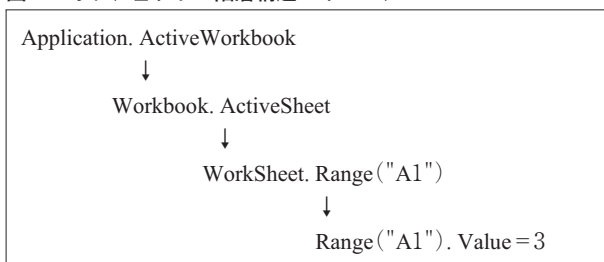 Application. ActiveWorkbook
↓
Workbook. ActiveSheet
↓
WorkSheet. Range("A1")
↓
Range("A1"). Value=3